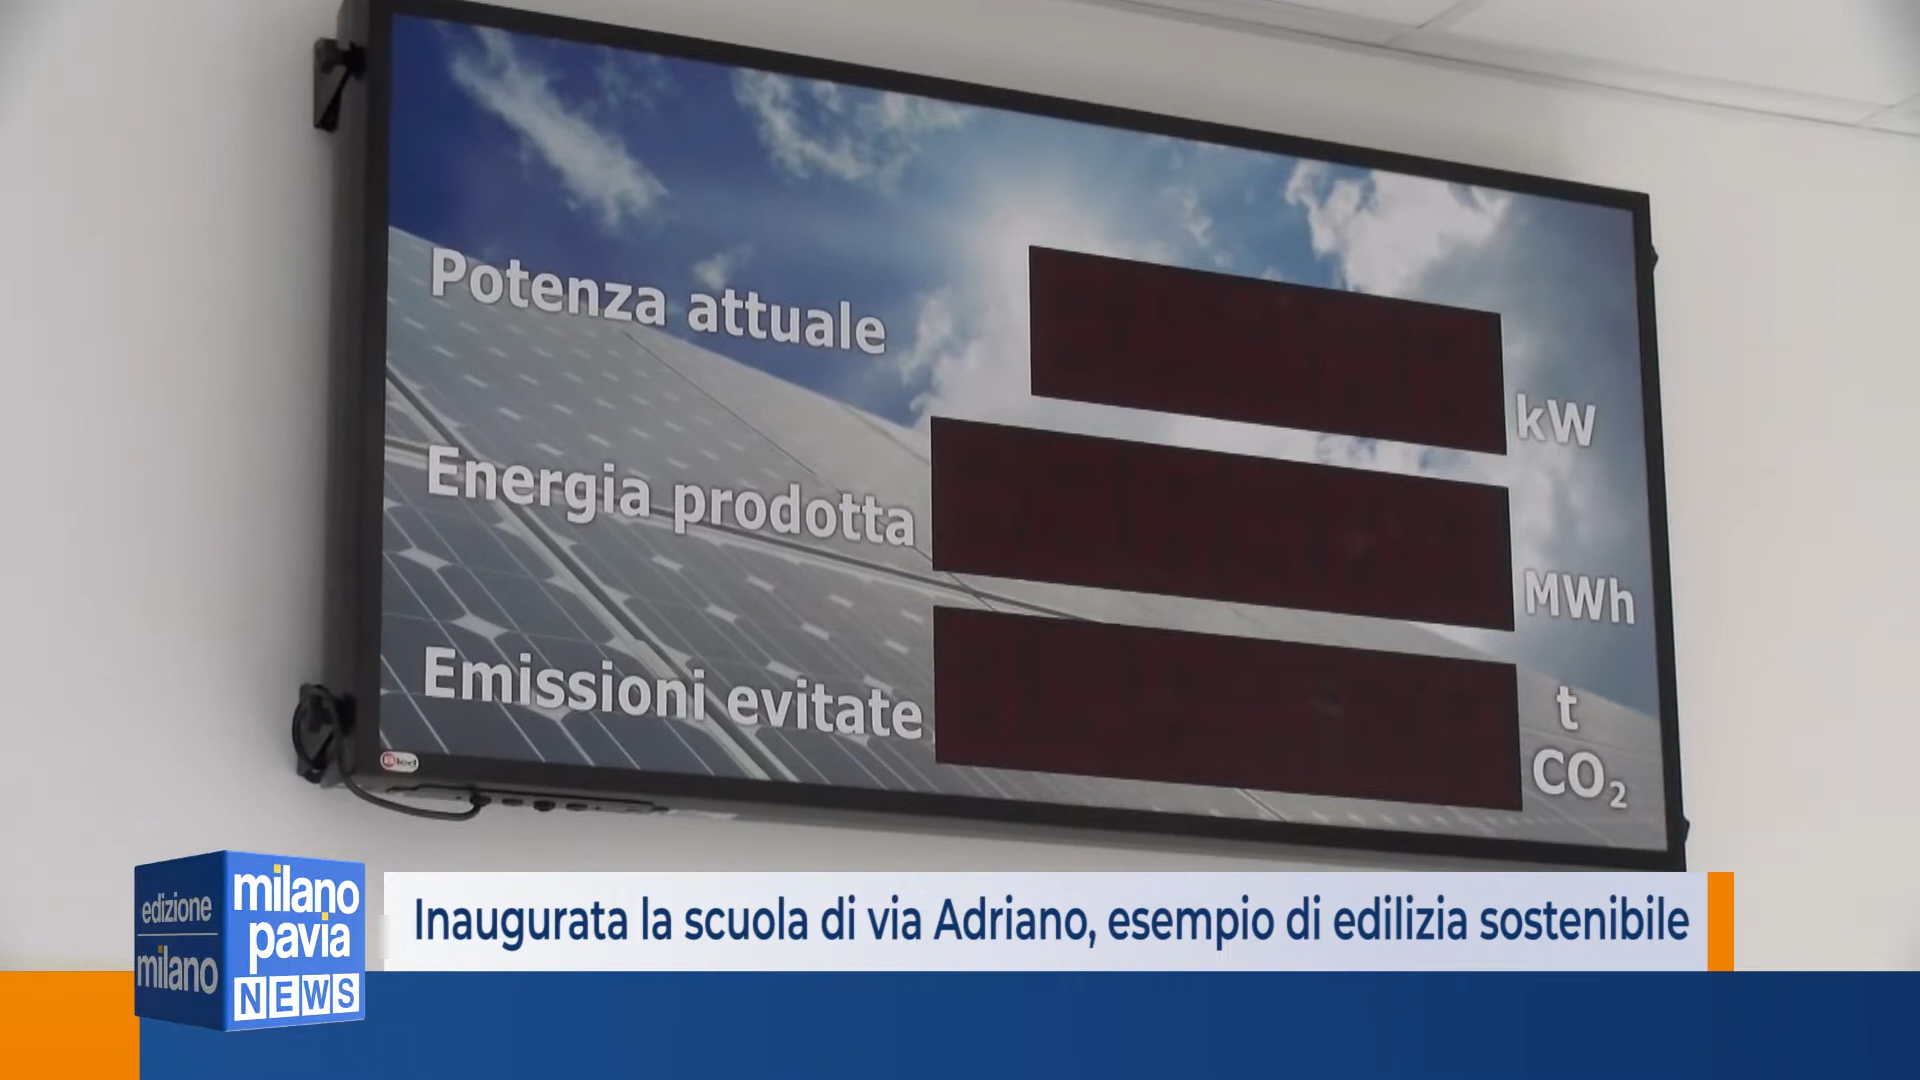 Potenza attuale
kW
Energia prodotta
MWh
Emissioni evitate
t
CO₂
edizione
milano
milano
pavia
NEWS
Inaugurata la scuola di via Adriano, esempio di edilizia sostenibile